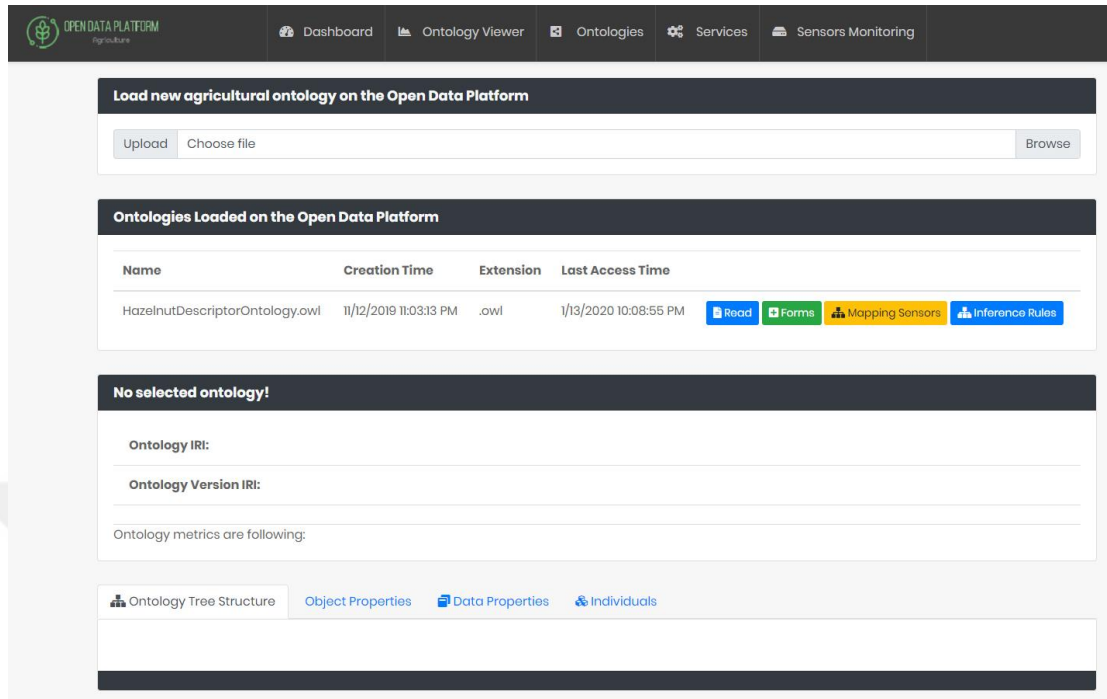 OPEN DATA PLATFORM
Agriculture
Dashboard Ontology Viewer Ontologies Services Sensors Monitoring
Load new agricultural ontology on the Open Data Platform
Upload Choose file Browse
Ontologies Loaded on the Open Data Platform
Name Creation Time Extension Last Access Time
HazelnutDescriptorOntology.owl 11/12/2019 11:03:13 PM .owl 1/13/2020 10:08:55 PM Read Forms Mapping Sensors Inference Rules
No selected ontology!
Ontology IRI:
Ontology Version IRI:
Ontology metrics are following:
Ontology Tree Structure Object Properties Data Properties Individuals